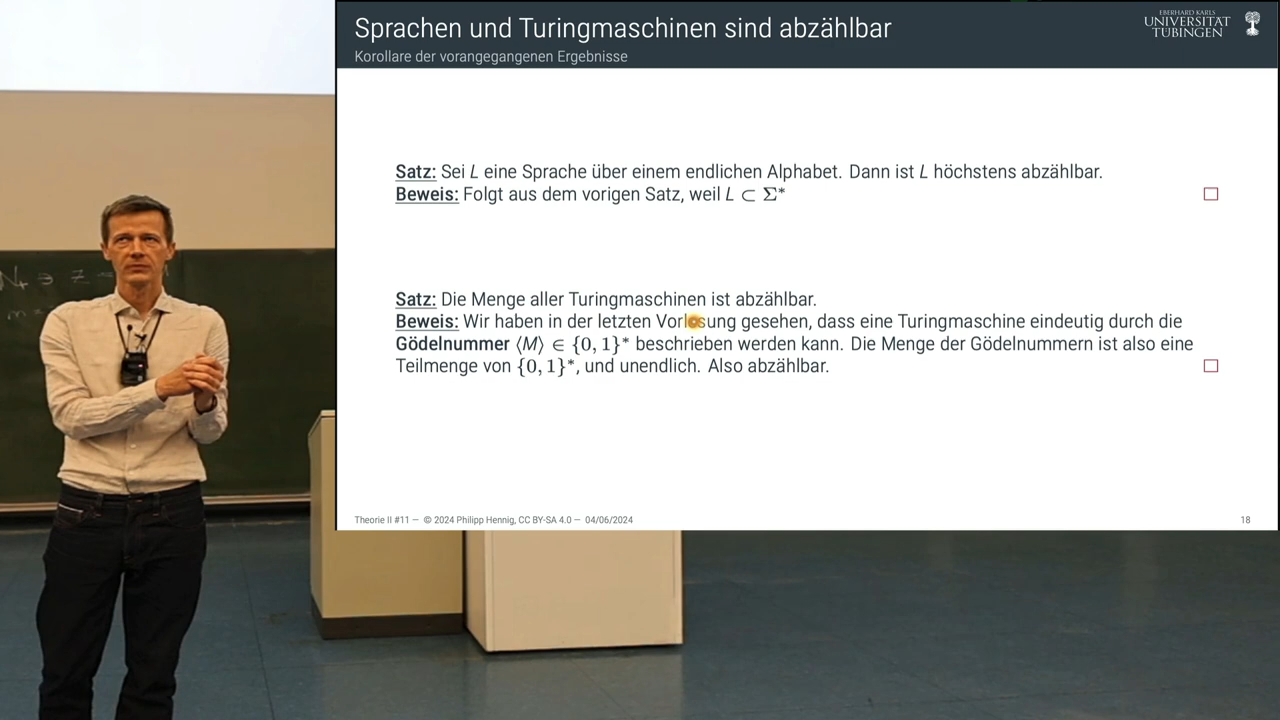 Sprachen und Turingmaschinen sind abzählbar
Korollare der vorangegangenen Ergebnisse
EBERHARD KARLS
UNIVERSITÄT
TÜBINGEN
Satz: Sei L eine Sprache über einem endlichen Alphabet. Dann ist L höchstens abzählbar.
Beweis: Folgt aus dem vorigen Satz, weil L ⊂ Σ* □
Satz: Die Menge aller Turingmaschinen ist abzählbar.
Beweis: Wir haben in der letzten Vorlesung gesehen, dass eine Turingmaschine eindeutig durch die
Gödelnummer ⟨M⟩ ∈ {0, 1}* beschrieben werden kann. Die Menge der Gödelnummern ist also eine
Teilmenge von {0, 1}*, und unendlich. Also abzählbar. □
Theorie II #11 — © 2024 Philipp Hennig, CC BY-SA 4.0 — 04/06/2024
18